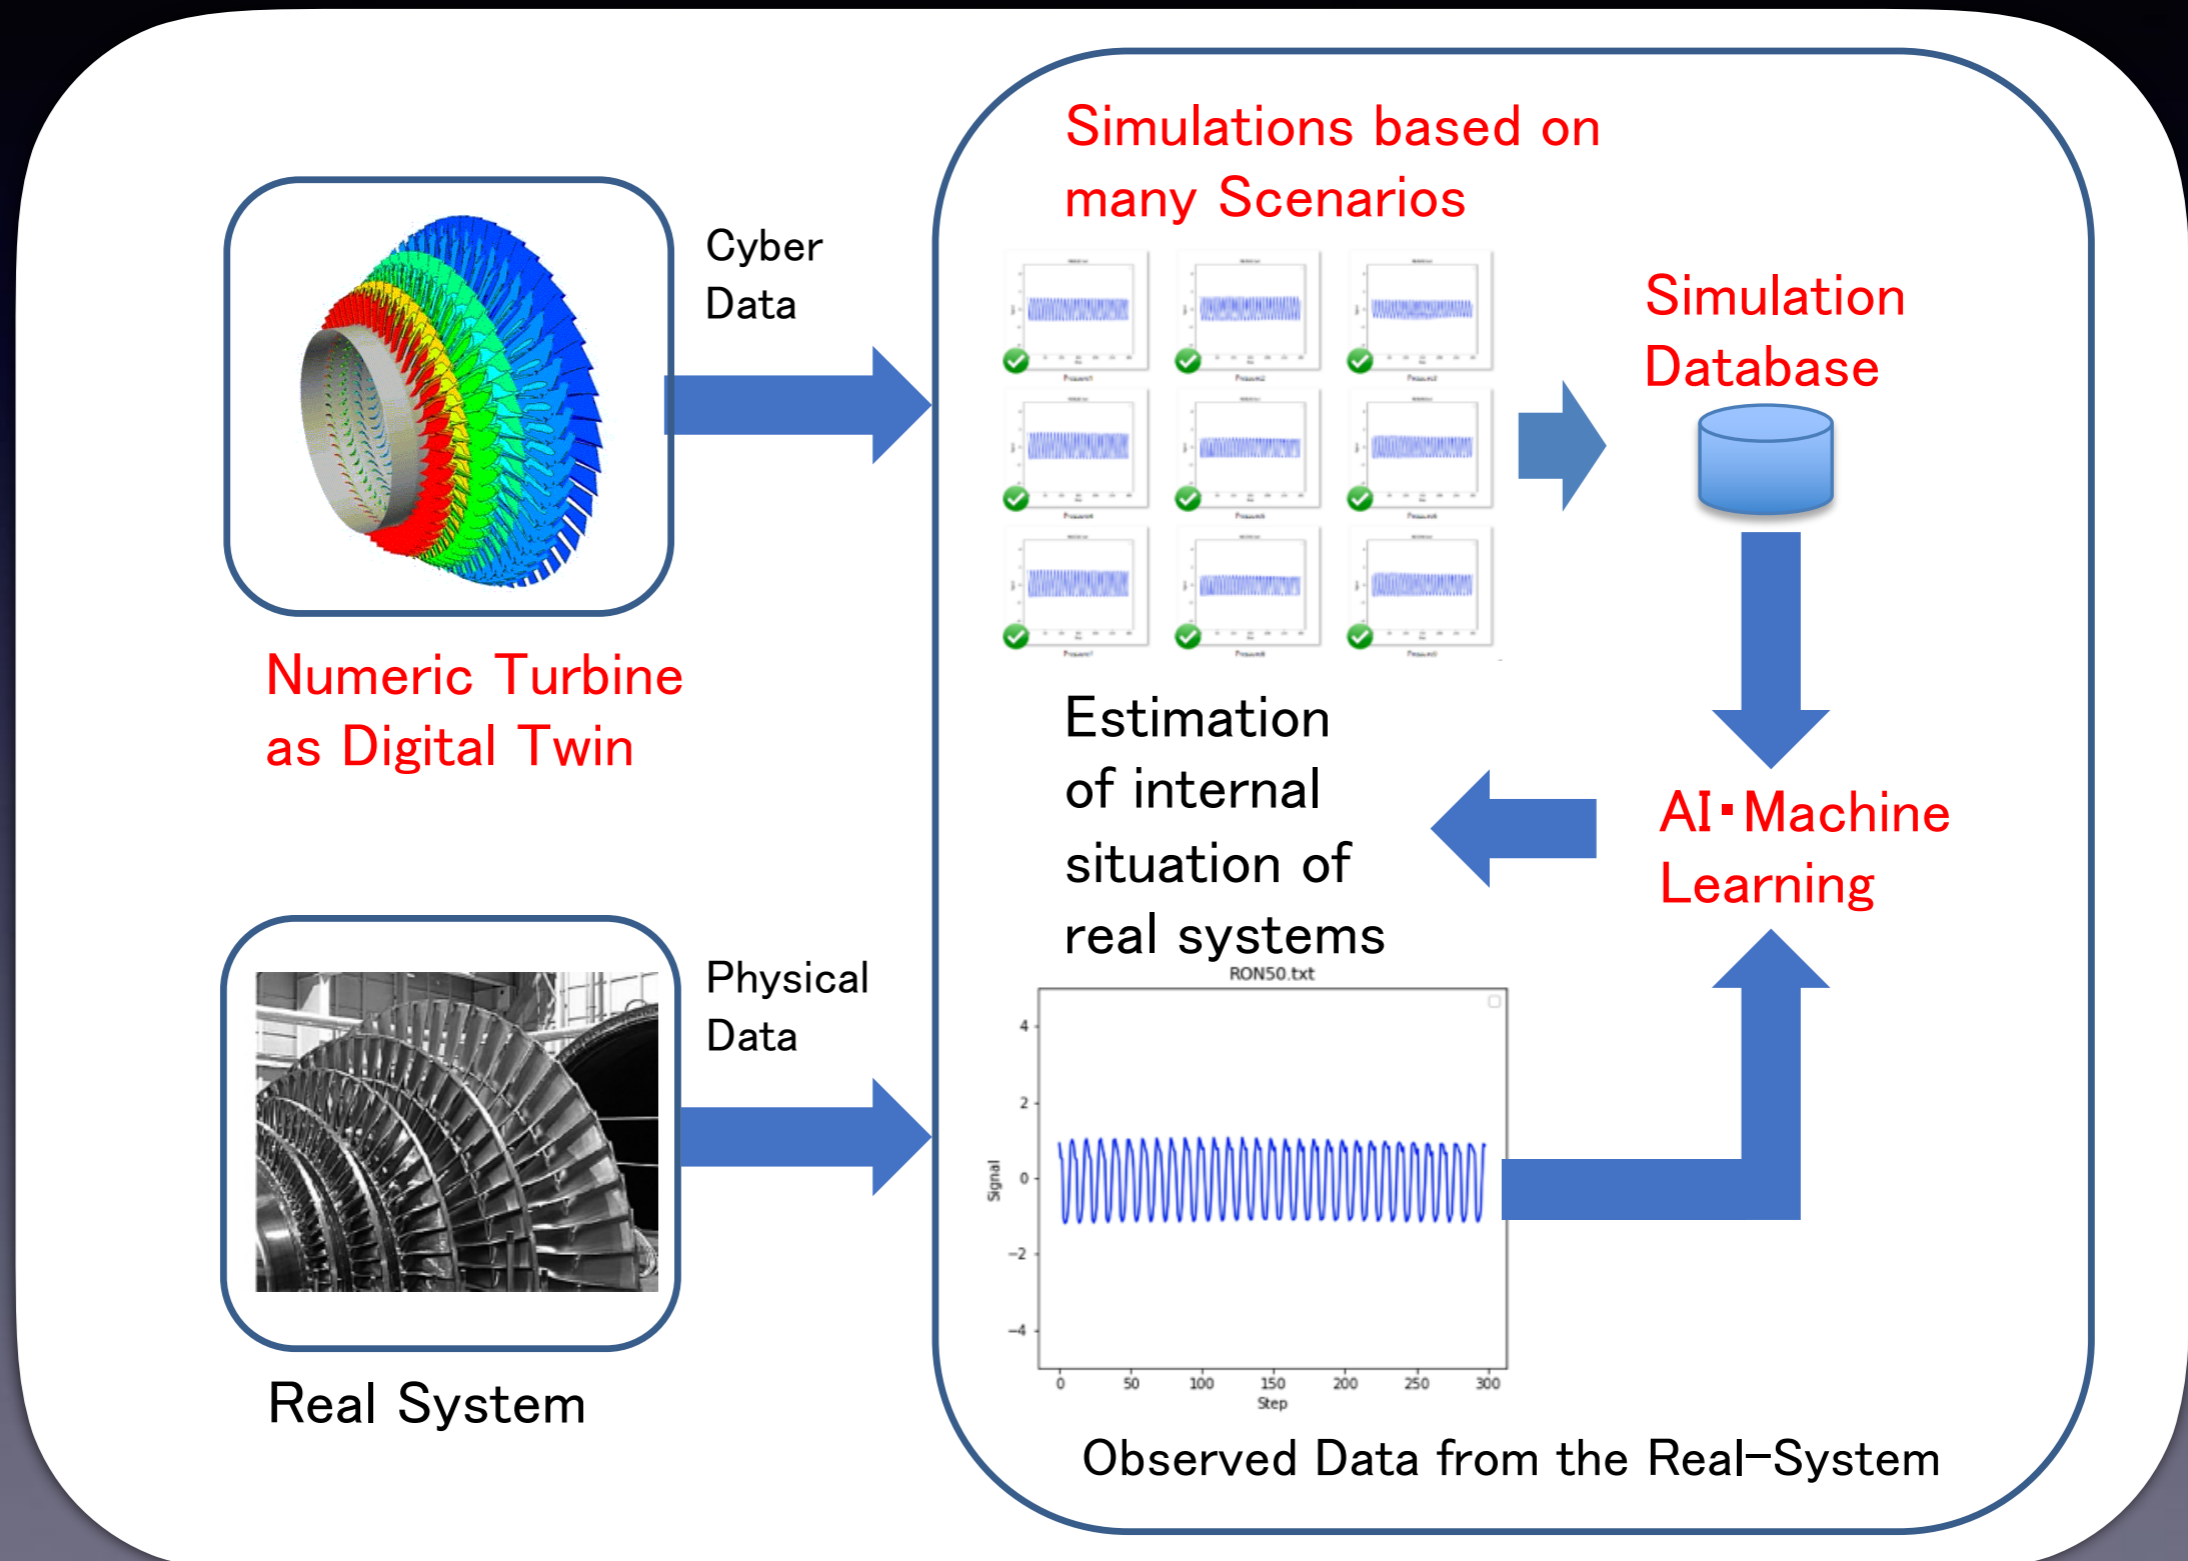 Simulations based on
many Scenarios
Cyber
Data
Simulation
Database
Numeric Turbine
as Digital Twin
Estimation
of internal
situation of
real systems
AI・Machine
Learning
Physical
Data
RON50.txt
4
2
0
−2
−4
Signal
0 50 100 150 200 250 300
Step
Real System
Observed Data from the Real-System